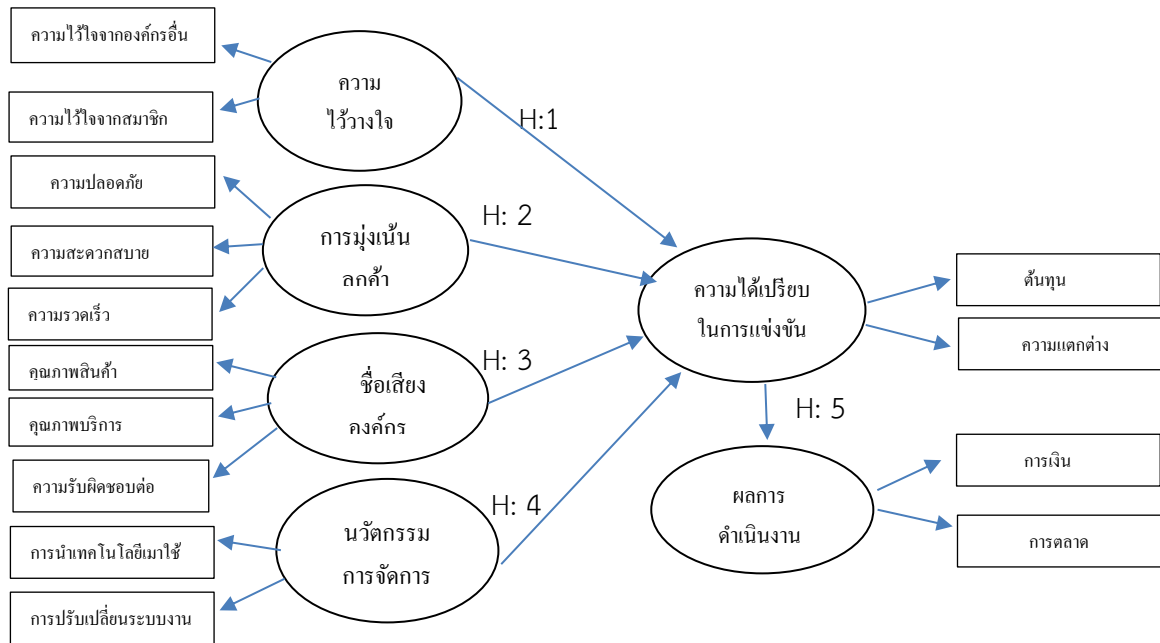 ความไว้ใจจากองค์กรอื่น
ความไว้ใจจากสมาชิก
ความปลอดภัย
ความสะดวกสบาย
ความรวดเร็ว
คุณภาพสินค้า
คุณภาพบริการ
ความรับผิดชอบต่อ
การนำเทคโนโลยีเมาใช้
การปรับเปลี่ยนระบบงาน
ความ
ไว้วางใจ
การมุ่งเน้น
ลกค้า
ชื่อเสียง
องค์กร
นวัตกรรม
การจัดการ
H:1
H: 2
H: 3
H: 4
ความได้เปรียบ
ในการแข่งขัน
H: 5
ผลการ
ดำเนินงาน
ต้นทุน
ความแตกต่าง
การเงิน
การตลาด